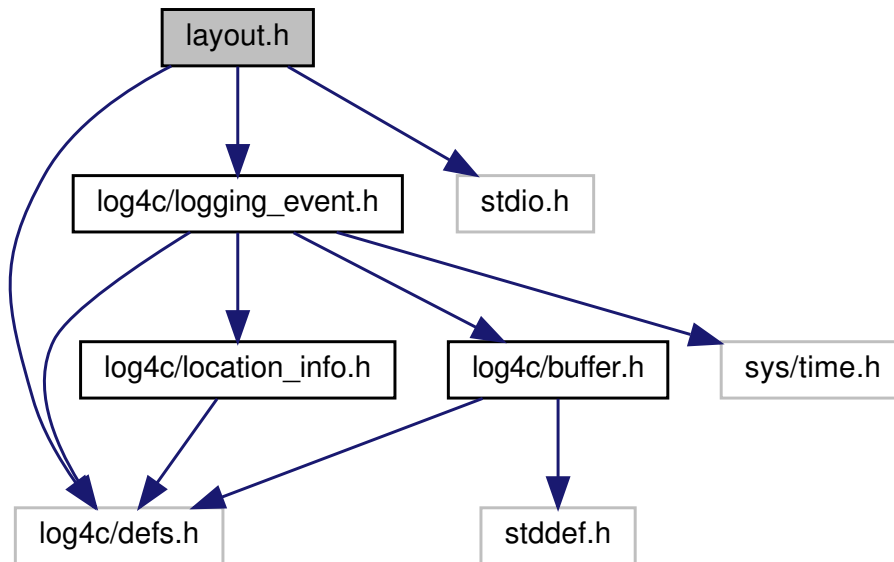 layout.h
log4c/logging_event.h
stdio.h
log4c/location_info.h
log4c/buffer.h
sys/time.h
log4c/defs.h
stddef.h